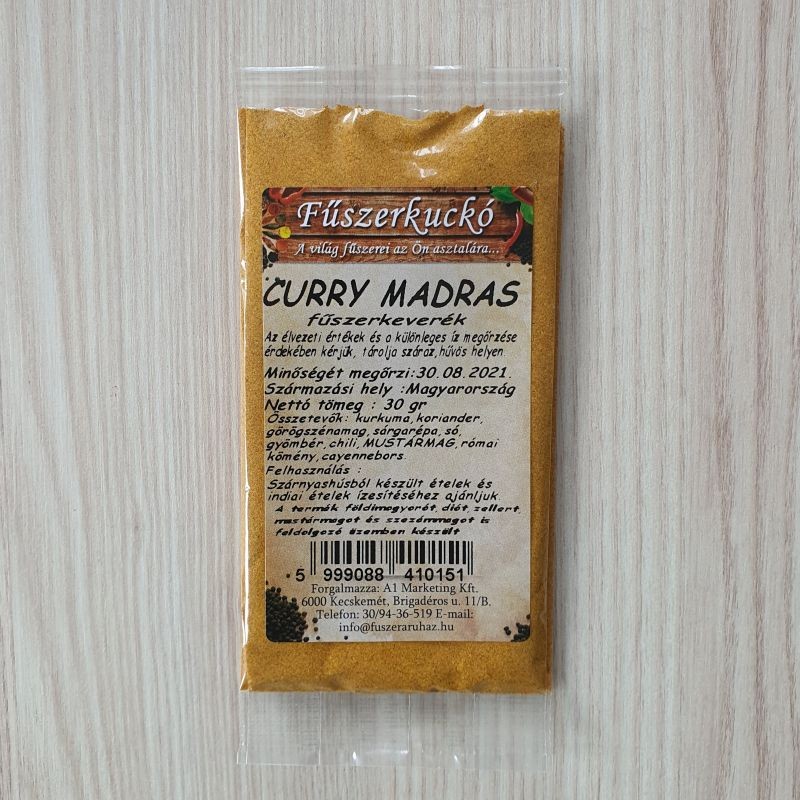 Fűszerkuckó
A világ fűszerei az Ön asztalára...
CURRY MADRAS
fűszerkeverék
Az élvezeti értékek és a különleges íz megőrzése
érdekében kérjük, tárolja száraz,hűvös helyen.
Minőségét megőrzi:30.08.2021.
Származási hely :Magyarország
Nettó tömeg : 30 gr
Összetevők: kurkuma,koriander,
görögszénamag,sárgarépa,só,
gyömbér,chili,MUSTÁRMAG,római
kömény,cayennebors.
Felhasználás :
Szárnyashúsból készült ételek és
indiai ételek ízesítéséhez ajánljuk.
A termék földimogyorót,diót,zellert,
mustármagot és szezámmagot is
feldolgozó üzemben készült
5 999088 410151
Forgalmazza: A1 Marketing Kft.
6000 Kecskemét, Brigadéros u. 11/B.
Telefon: 30/94-36-519 E-mail:
info@fuszeraruhaz.hu